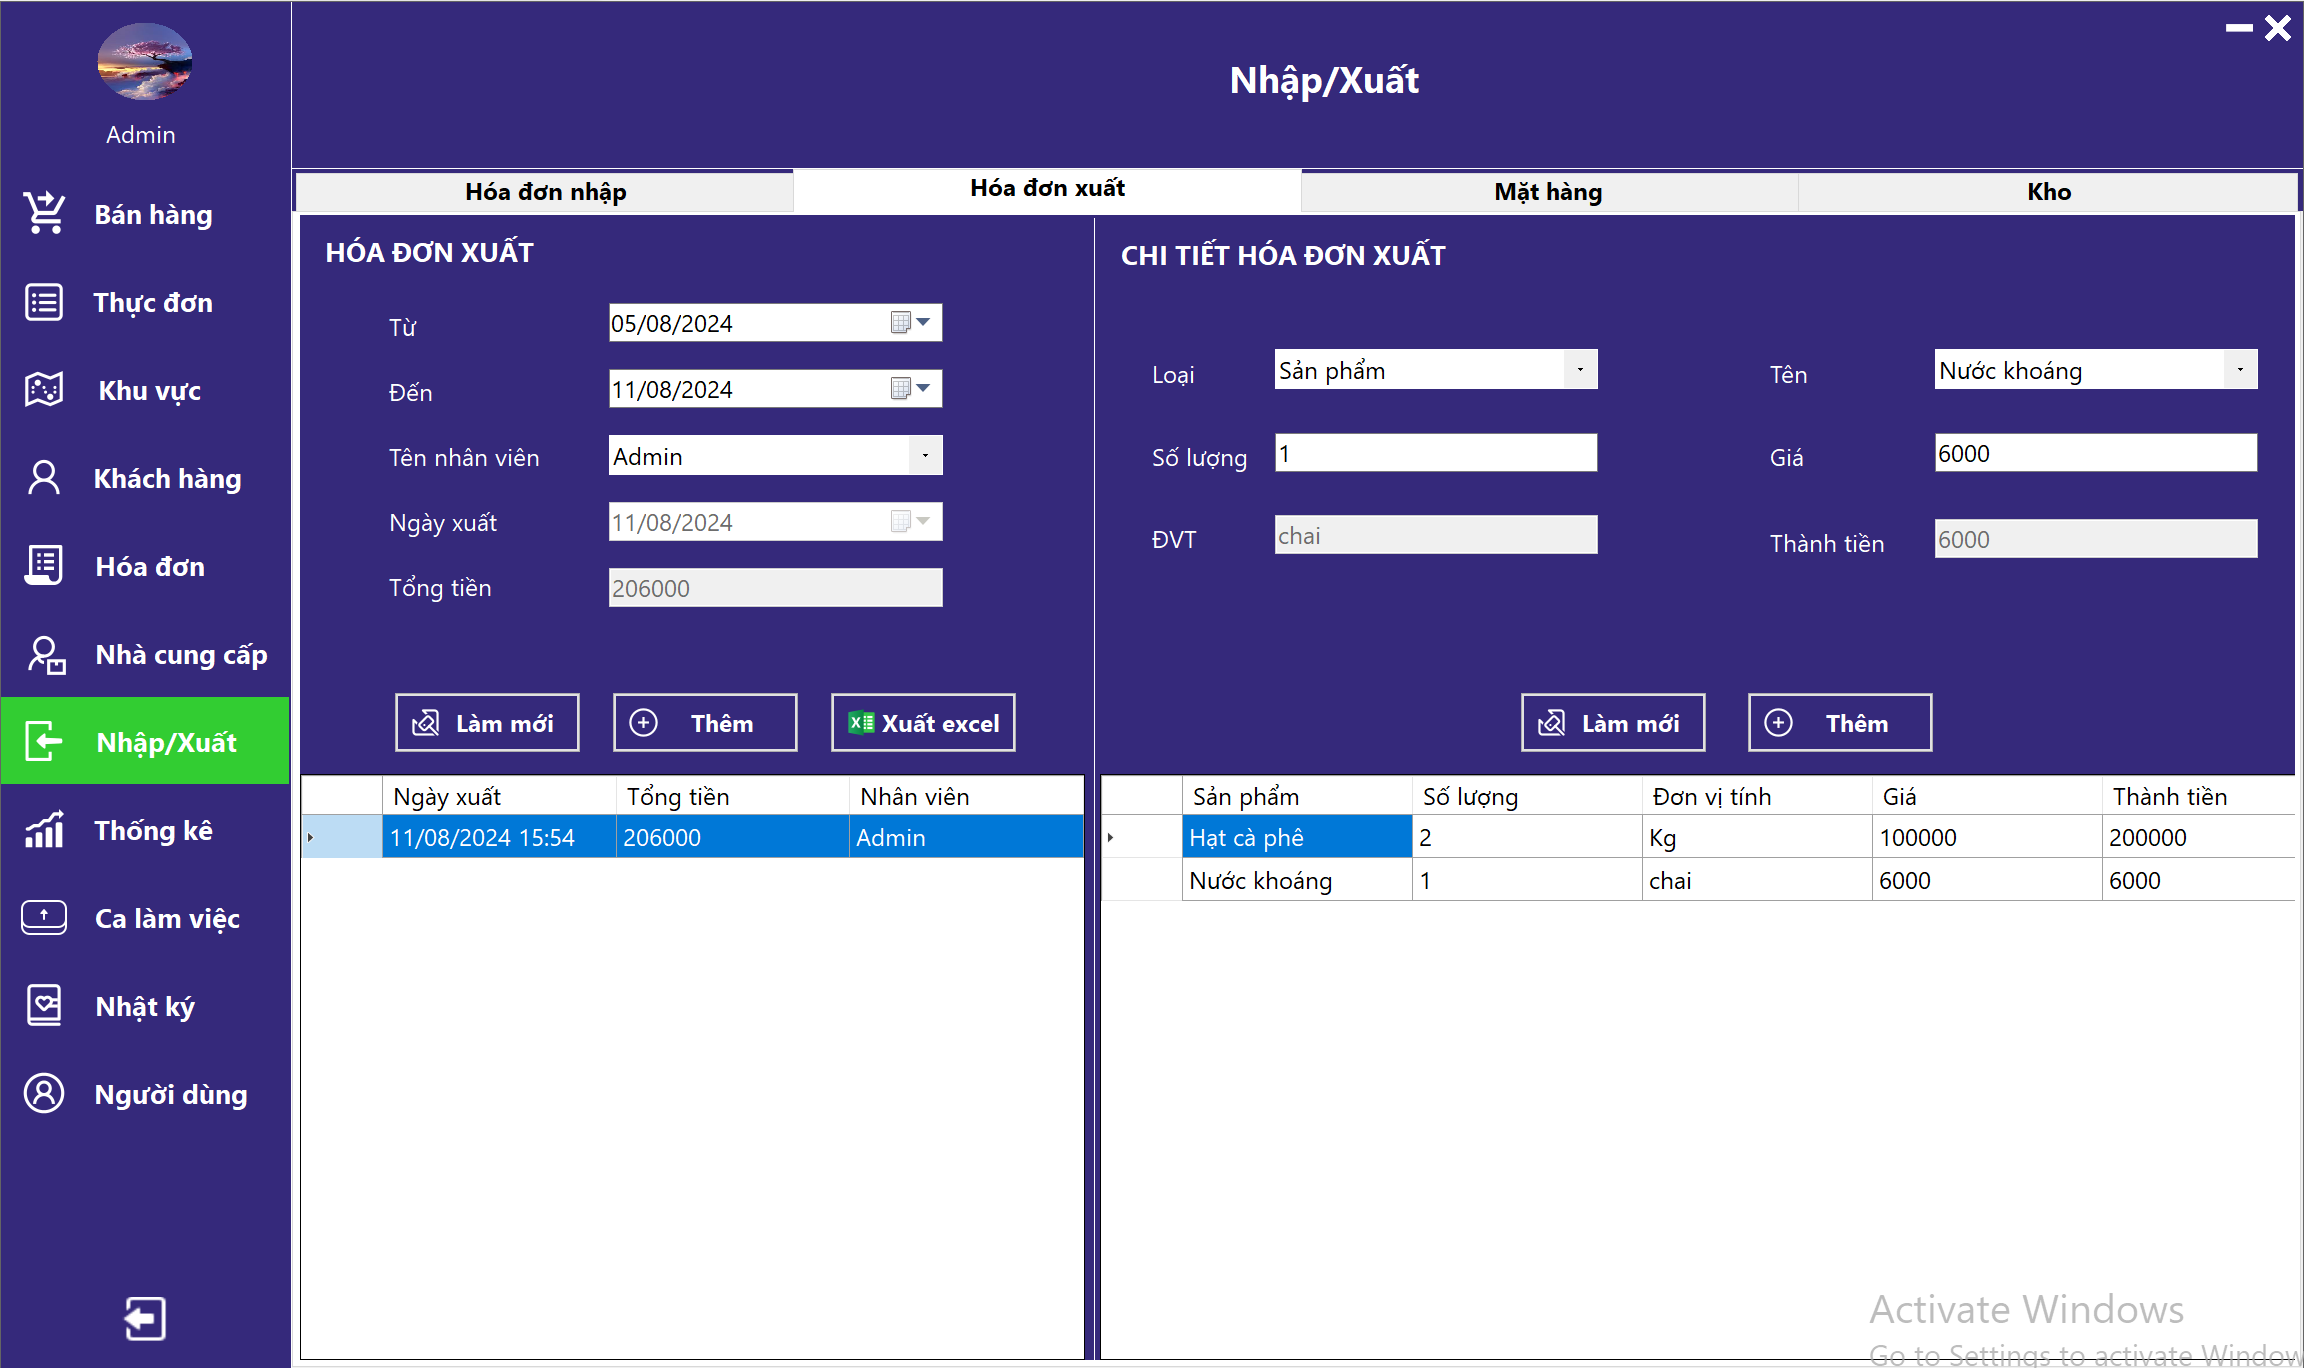 Admin
Bán hàng
Thực đơn
Khu vực
Khách hàng
Hóa đơn
Nhà cung cấp
Nhập/Xuất
Thống kê
Ca làm việc
Nhật ký
Người dùng
Nhập/Xuất
Hóa đơn nhập
Hóa đơn xuất
Mặt hàng
Kho
HÓA ĐƠN XUẤT
Từ
05/08/2024
Đến
11/08/2024
Tên nhân viên
Admin
Ngày xuất
11/08/2024
Tổng tiền
206000
Làm mới
Thêm
Xuất excel
Ngày xuất Tổng tiền Nhân viên
11/08/2024 15:54 206000 Admin
CHI TIẾT HÓA ĐƠN XUẤT
Loại
Sản phẩm
Tên
Nước khoáng
Số lượng
1
Giá
6000
ĐVT
chai
Thành tiền
6000
Làm mới
Thêm
Sản phẩm Số lượng Đơn vị tính Giá Thành tiền
Hạt cà phê 2 Kg 100000 200000
Nước khoáng 1 chai 6000 6000
Activate Windows
Go to Settings to activate Window